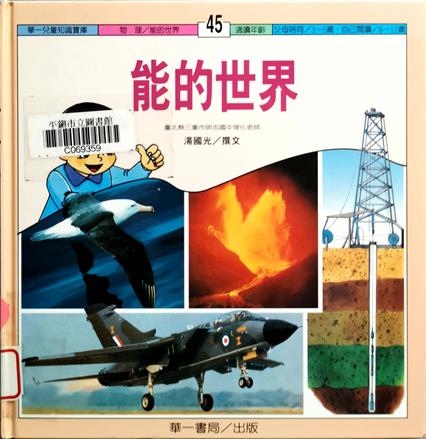 華一兒童知識寶庫
物 理／能的世界
45
適讀年齡
父母陪同／3～5歲・自己閱讀／6～12歲
能的世界
平鎮市立圖書館
C069359
臺北縣三重市明志國中理化老師
湯國光／撰文
華一書局／出版